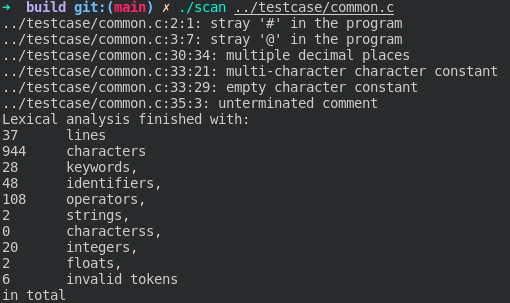 ➜  build git:(main) ✗ ./scan ../testcase/common.c
../testcase/common.c:2:1: stray '#' in the program
../testcase/common.c:3:7: stray '@' in the program
../testcase/common.c:30:34: multiple decimal places
../testcase/common.c:33:21: multi-character character constant
../testcase/common.c:33:29: empty character constant
../testcase/common.c:35:3: unterminated comment
Lexical analysis finished with:
37      lines
944     characters
28      keywords,
48      identifiers,
108     operators,
2       strings,
0       characterss,
20      integers,
2       floats,
6       invalid tokens
in total